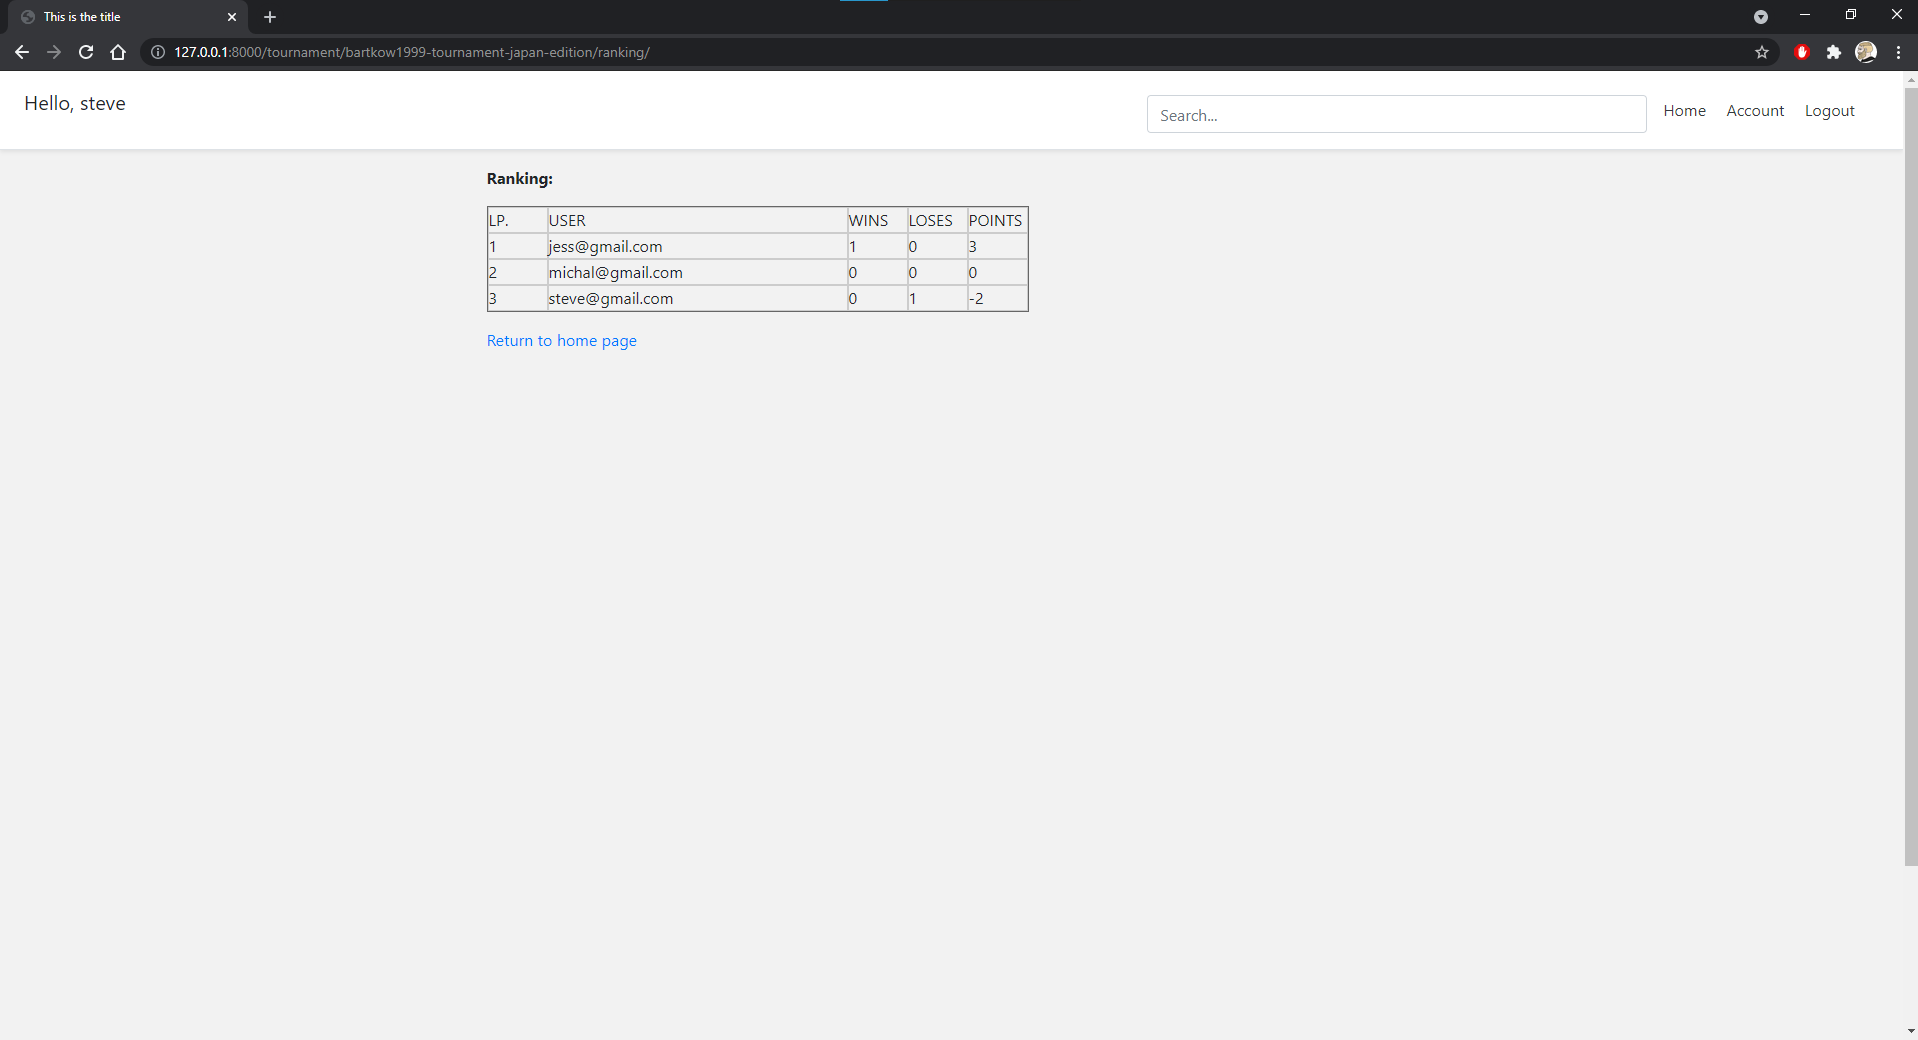 This is the title
127.0.0.1:8000/tournament/bartkow1999-tournament-japan-edition/ranking/
Hello, steve
Search...
Home Account Logout
Ranking:
LP. USER WINS LOSES POINTS
1 jess@gmail.com 1 0 3
2 michal@gmail.com 0 0 0
3 steve@gmail.com 0 1 -2
Return to home page